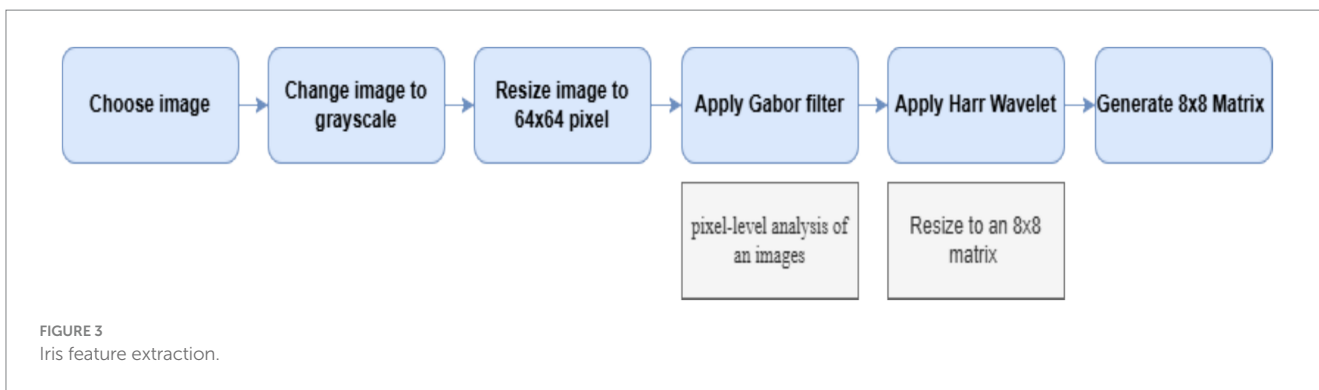 Choose image
Change image to
grayscale
Resize image to
64x64 pixel
Apply Gabor filter
Apply Harr Wavelet
Generate 8x8 Matrix
pixel-level analysis of
an images
Resize to an 8x8
matrix
FIGURE 3
Iris feature extraction.